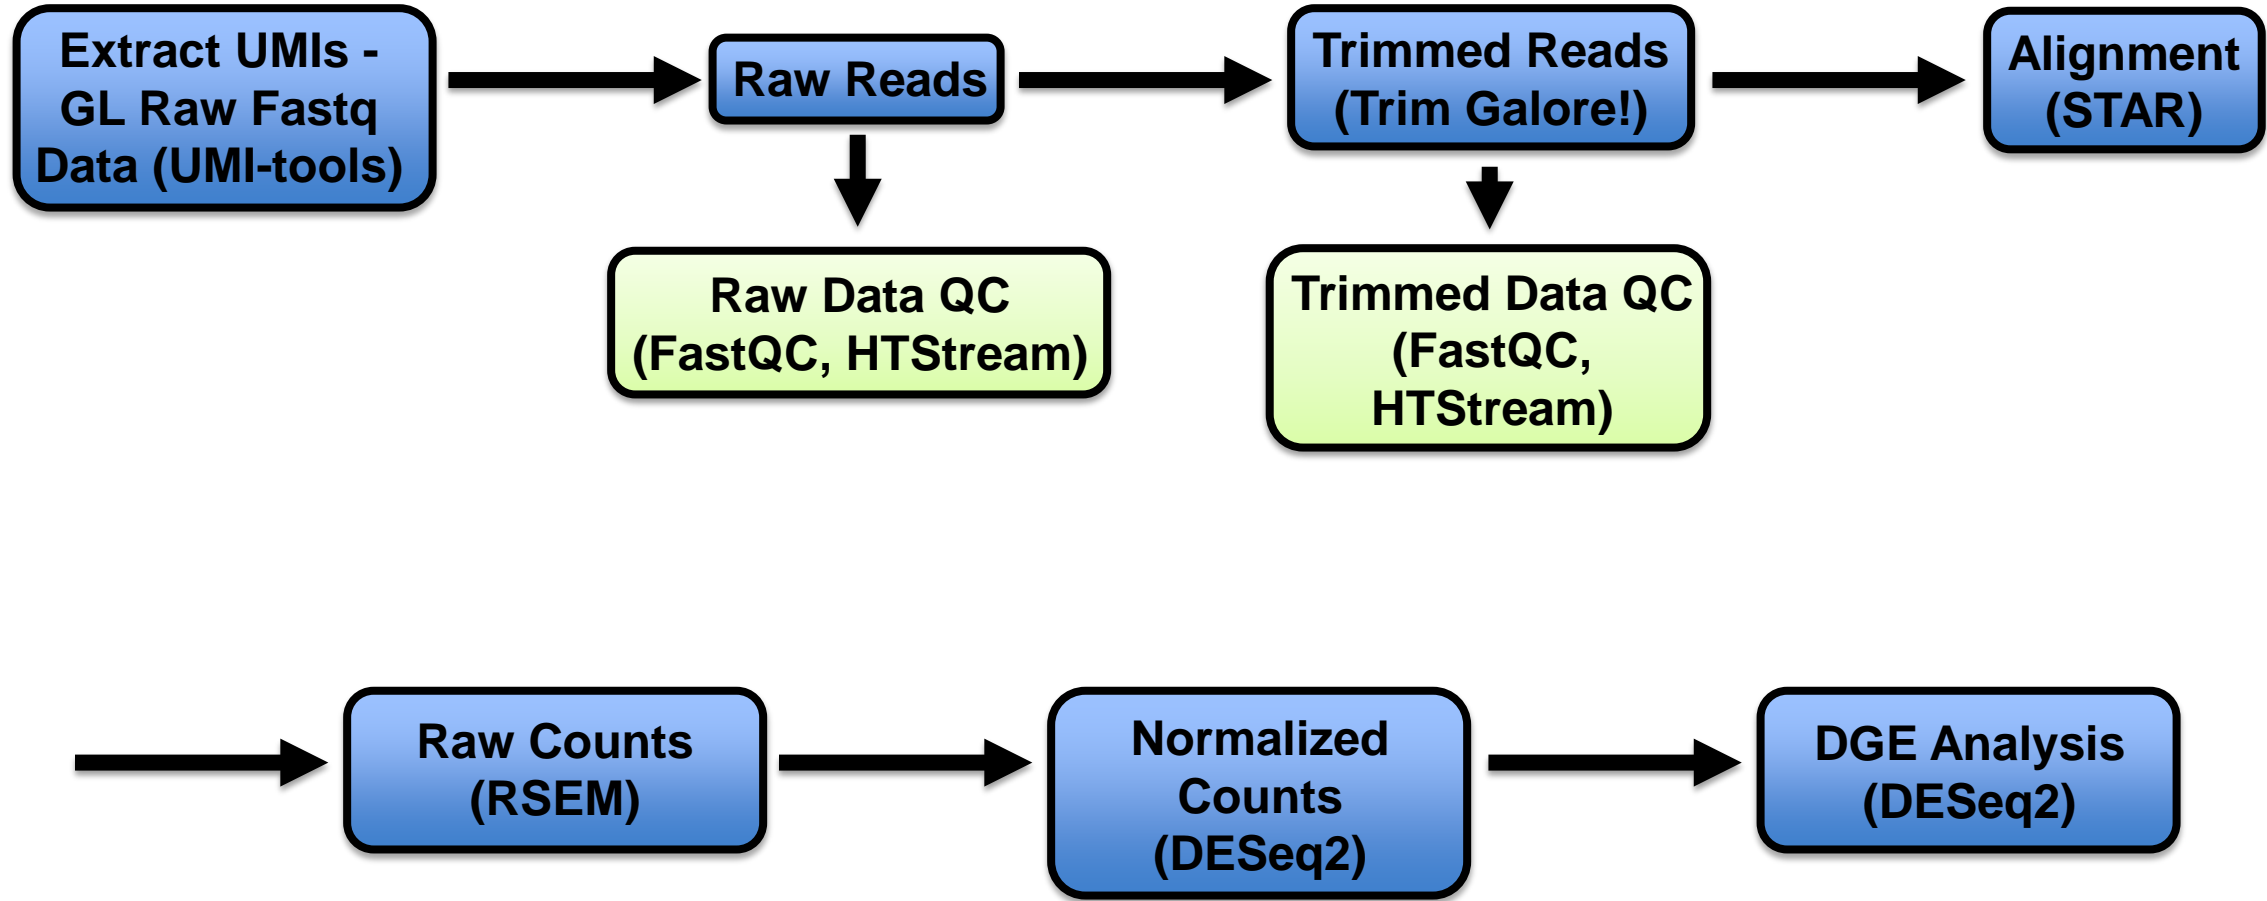 Extract UMIs -
GL Raw Fastq
Data (UMI-tools)
Raw Reads
Trimmed Reads
(Trim Galore!)
Alignment
(STAR)
Raw Data QC
(FastQC, HTStream)
Trimmed Data QC
(FastQC,
HTStream)
Raw Counts
(RSEM)
Normalized
Counts
(DESeq2)
DGE Analysis
(DESeq2)